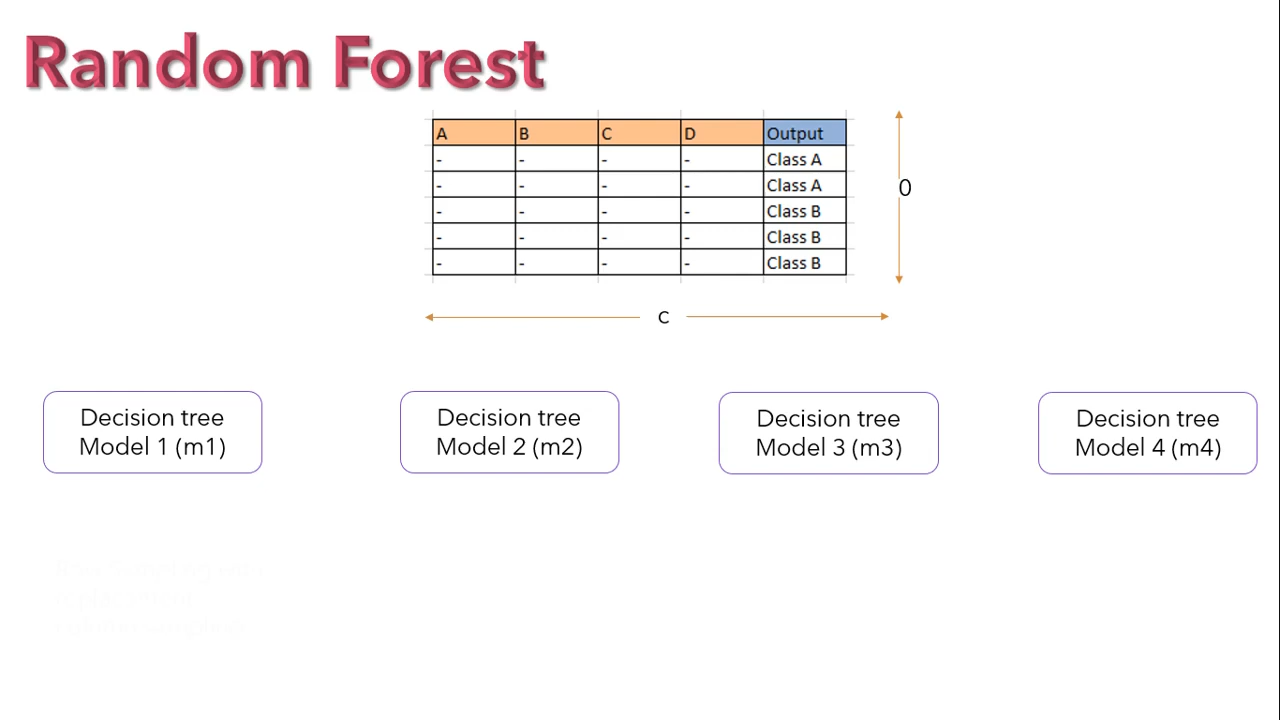 Random Forest
A B C D Output
- - - - Class A
- - - - Class A
- - - - Class B
- - - - Class B
- - - - Class B
0
c
Decision tree
Model 1 (m1)
Decision tree
Model 2 (m2)
Decision tree
Model 3 (m3)
Decision tree
Model 4 (m4)